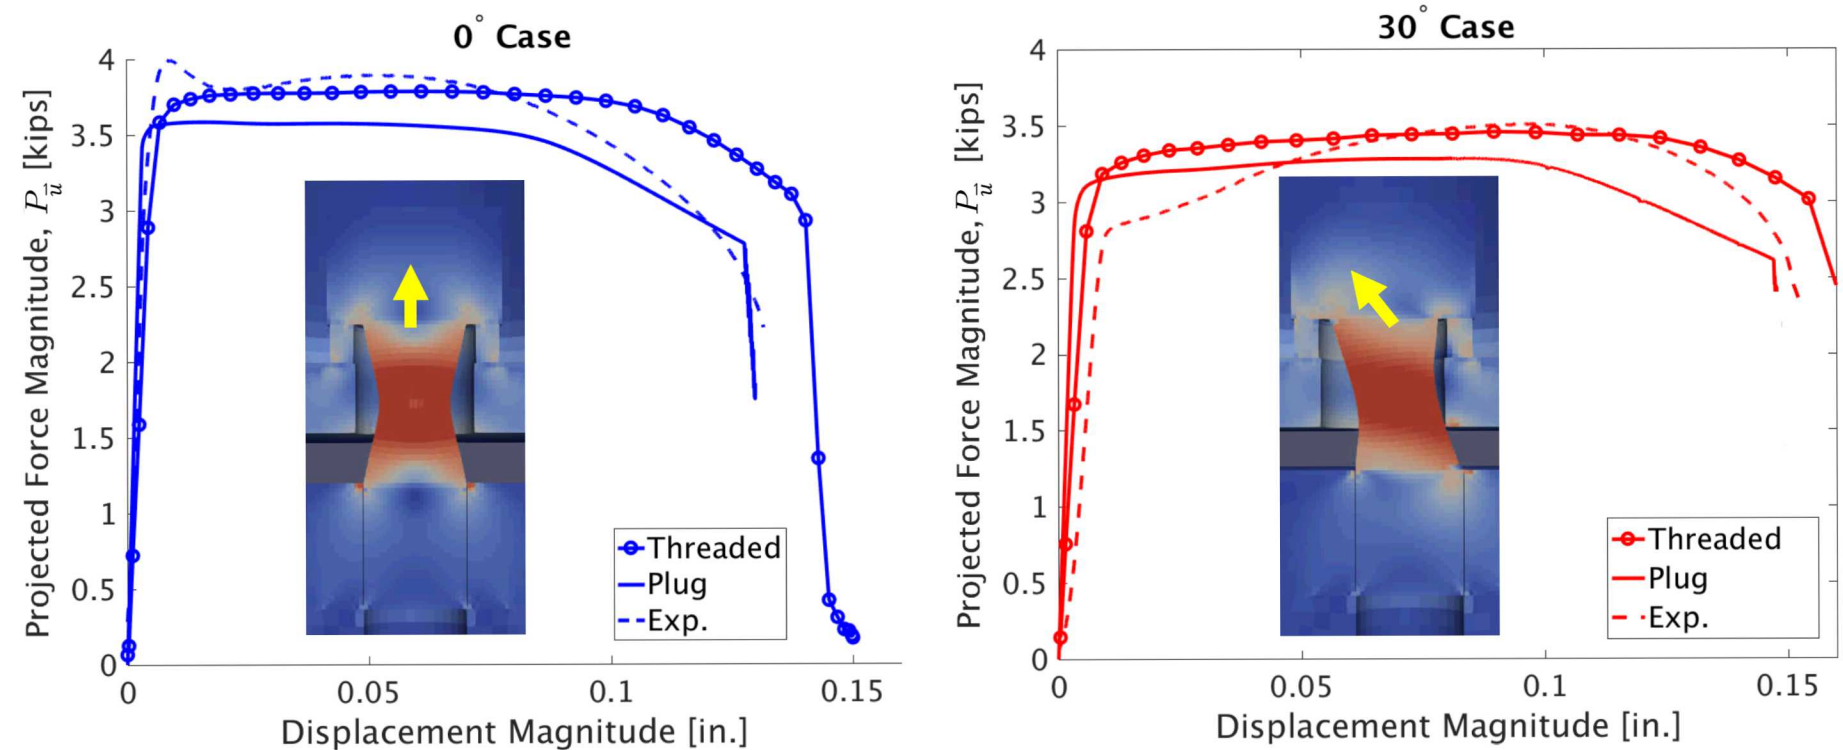 0° Case
Projected Force Magnitude, P_u⃗ [kips]
4
3.5
3
2.5
2
1.5
1
0.5
0
0
0.05
0.1
0.15
Displacement Magnitude [in.]
Threaded
Plug
Exp.
30° Case
Projected Force Magnitude, P_u⃗ [kips]
4
3.5
3
2.5
2
1.5
1
0.5
0
0
0.05
0.1
0.15
Displacement Magnitude [in.]
Threaded
Plug
Exp.